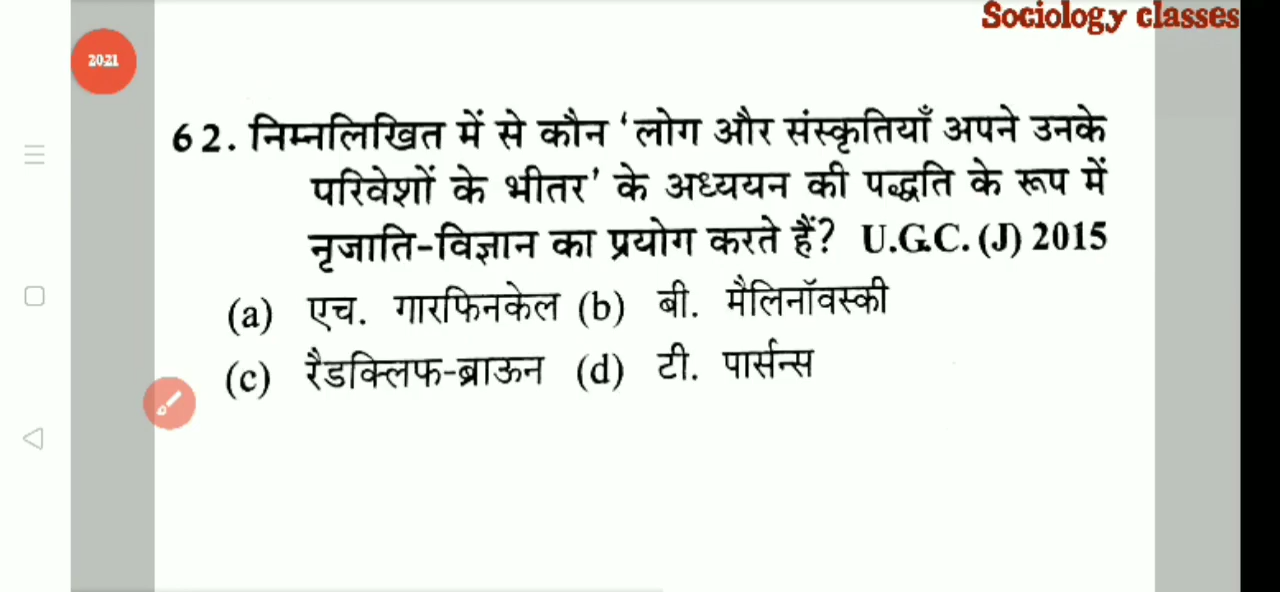 Sociology classes
2021
62. निम्नलिखित में से कौन ‘लोग और संस्कृतियाँ अपने उनके
परिवेशों के भीतर’ के अध्ययन की पद्धति के रूप में
नृजाति-विज्ञान का प्रयोग करते हैं? U.G.C. (J) 2015
(a) एच. गारफिनकेल (b) बी. मैलिनॉवस्की
(c) रैडक्लिफ-ब्राऊन (d) टी. पार्सन्स